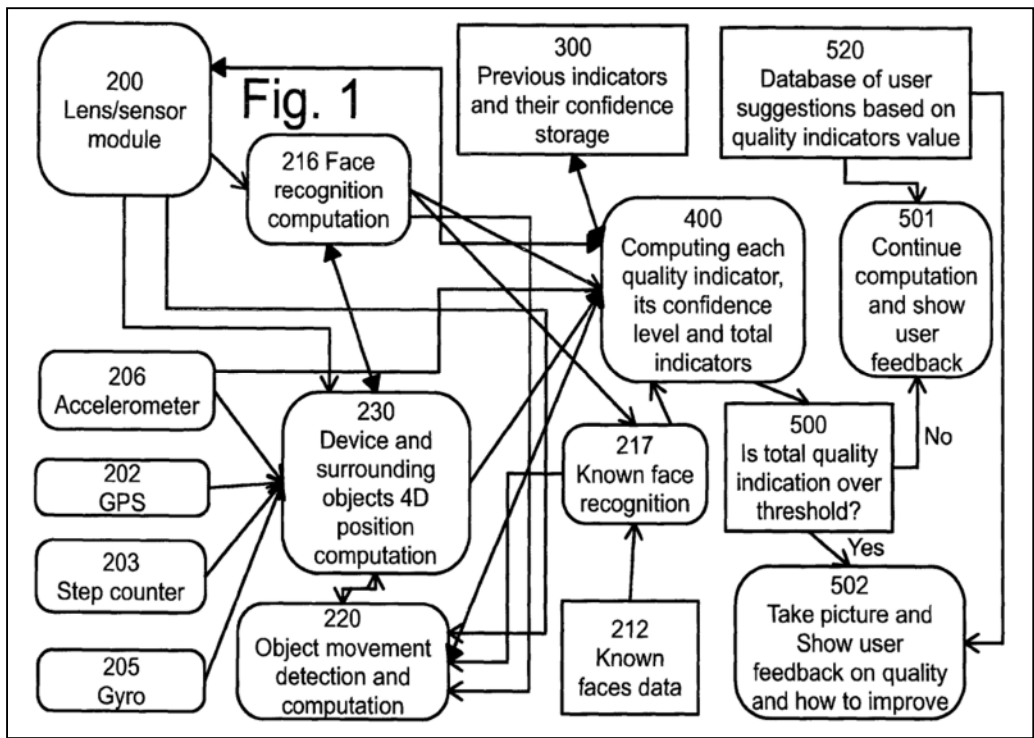 200
Lens/sensor
module
Fig. 1
300
Previous indicators
and their confidence
storage
520
Database of user
suggestions based on
quality indicators value
216 Face
recognition
computation
400
Computing each
quality indicator,
its confidence
level and total
indicators
501
Continue
computation
and show
user
feedback
206
Accelerometer
230
Device and
surrounding
objects 4D
position
computation
217
Known face
recognition
500
Is total quality
indication over
threshold?
No
Yes
202
GPS
203
Step counter
205
Gyro
220
Object movement
detection and
computation
212
Known
faces data
502
Take picture and
Show user
feedback on quality
and how to improve